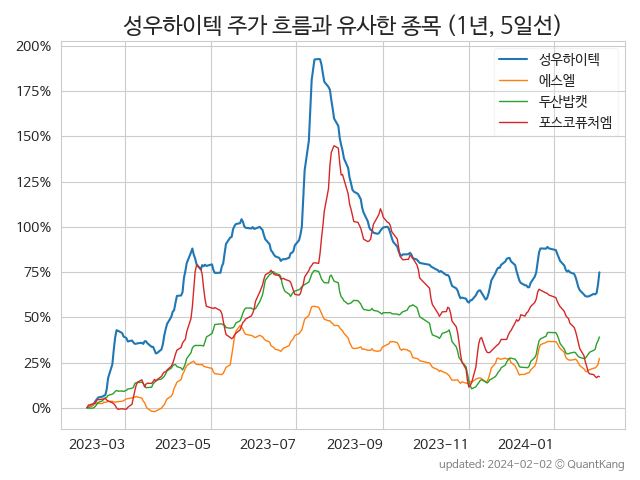 성우하이텍 주가 흐름과 유사한 종목 (1년, 5일선)
200%
175%
150%
125%
100%
75%
50%
25%
0%
성우하이텍
에스엘
두산밥캣
포스코퓨처엠
2023-03
2023-05
2023-07
2023-09
2023-11
2024-01
updated: 2024-02-02 © QuantKang